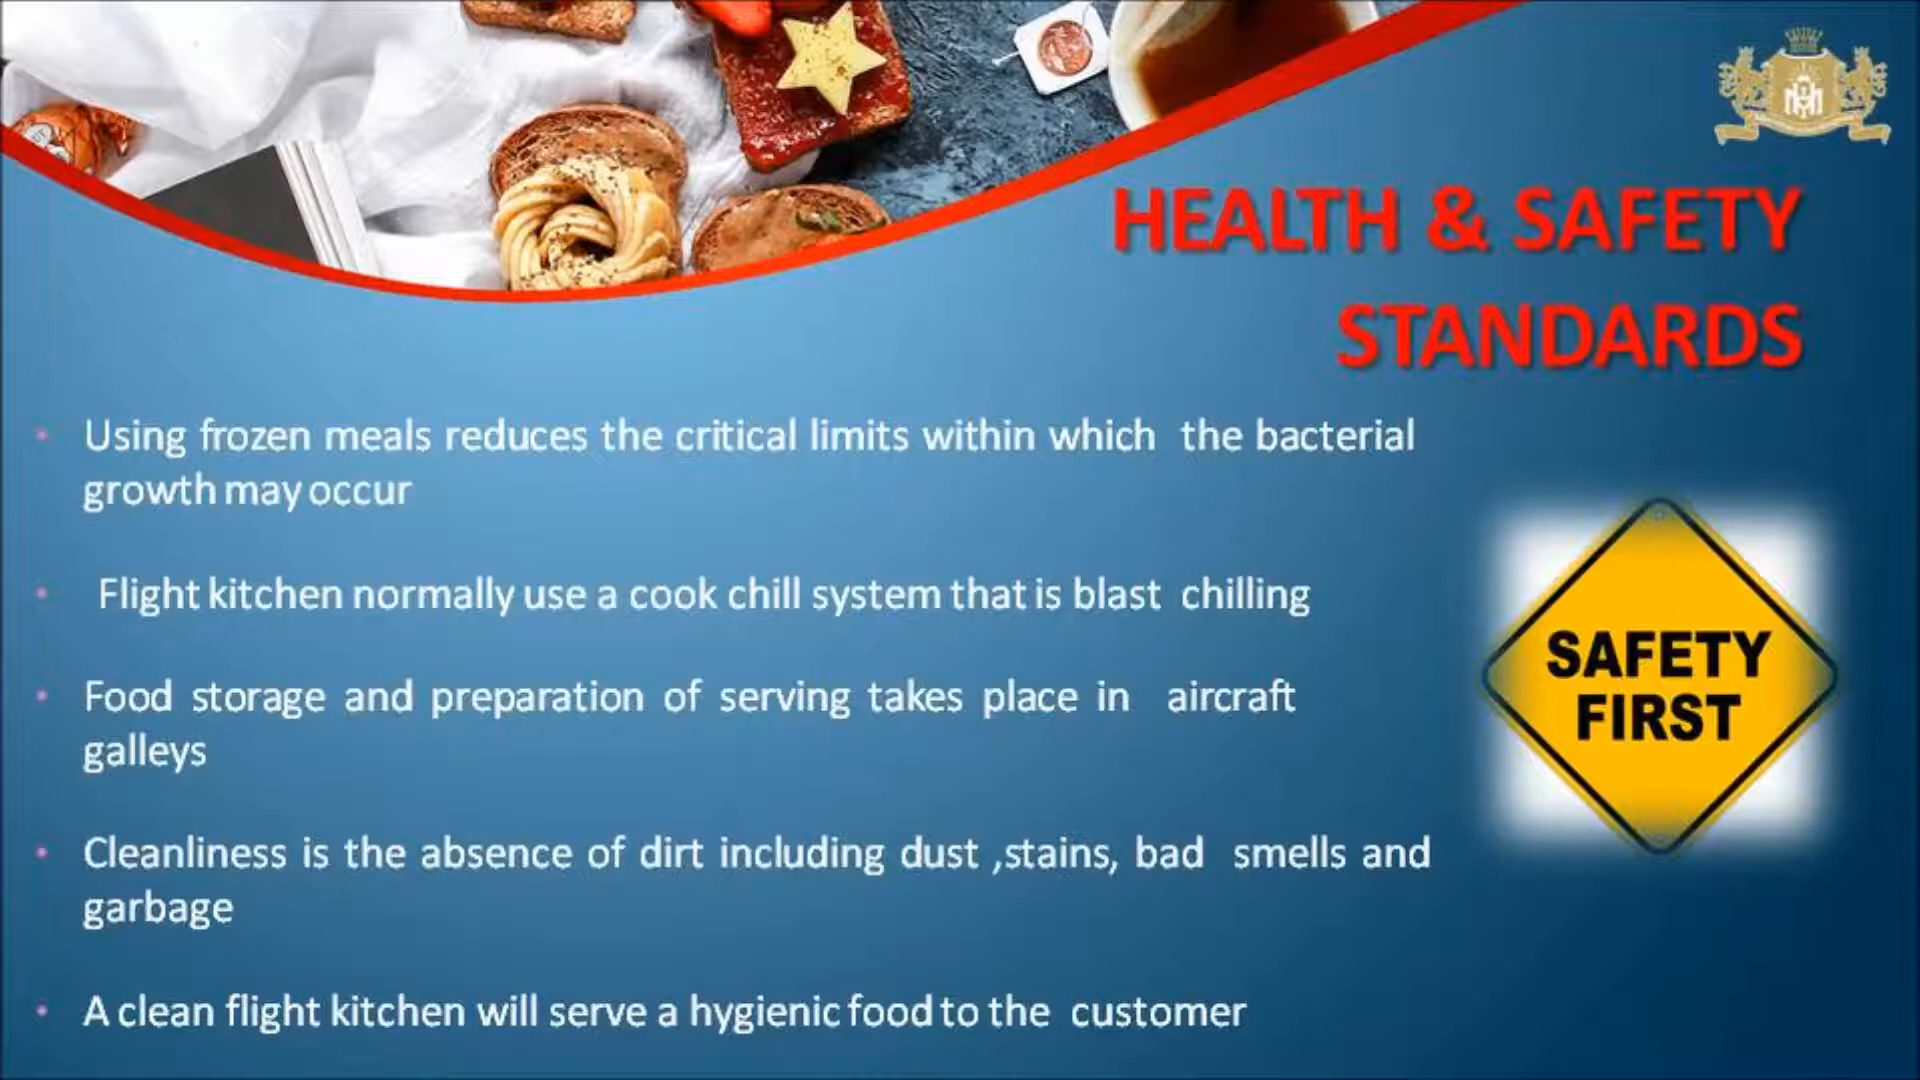 HEALTH & SAFETY
STANDARDS
• Using frozen meals reduces the critical limits within which the bacterial
growth may occur
• Flight kitchen normally use a cook chill system that is blast chilling
• Food storage and preparation of serving takes place in aircraft
galleys
• Cleanliness is the absence of dirt including dust ,stains, bad smells and
garbage
• A clean flight kitchen will serve a hygienic food to the customer
SAFETY
FIRST